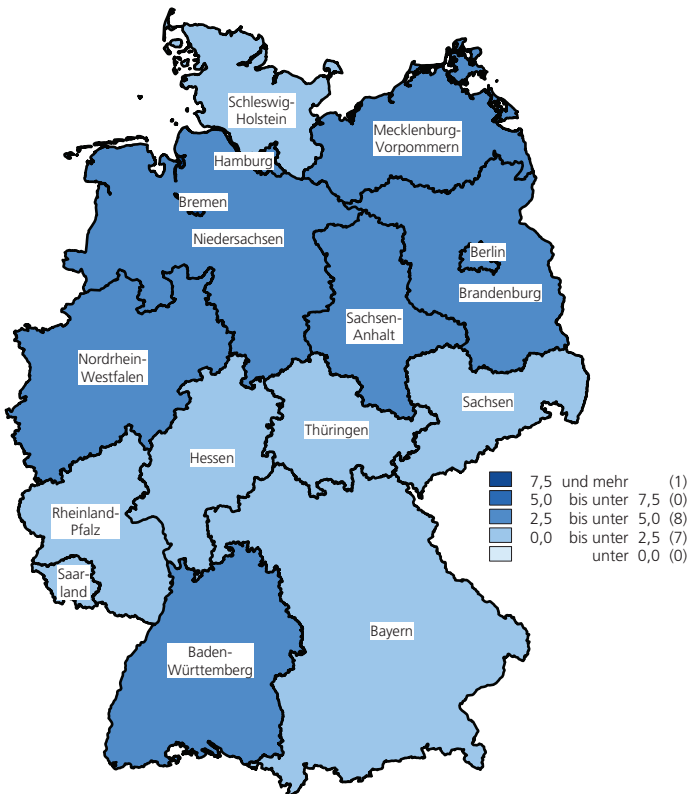 Schleswig-
Holstein
Mecklenburg-
Vorpommern
Hamburg
Bremen
Niedersachsen
Berlin
Brandenburg
Sachsen-
Anhalt
Nordrhein-
Westfalen
Sachsen
Thüringen
Hessen
Rheinland-
Pfalz
Saar-
land
Bayern
Baden-
Württemberg
7,5 und mehr (1)
5,0 bis unter 7,5 (0)
2,5 bis unter 5,0 (8)
0,0 bis unter 2,5 (7)
unter 0,0 (0)